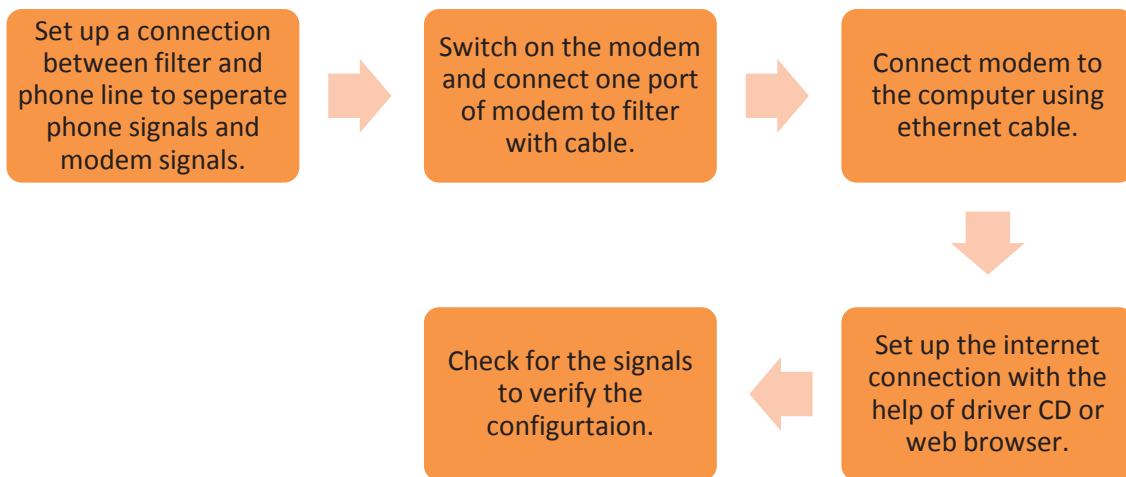 Set up a connection
between filter and
phone line to seperate
phone signals and
modem signals.
Switch on the modem
and connect one port
of modem to filter
with cable.
Connect modem to
the computer using
ethernet cable.
Set up the internet
connection with the
help of driver CD or
web browser.
Check for the signals
to verify the
configurtaion.